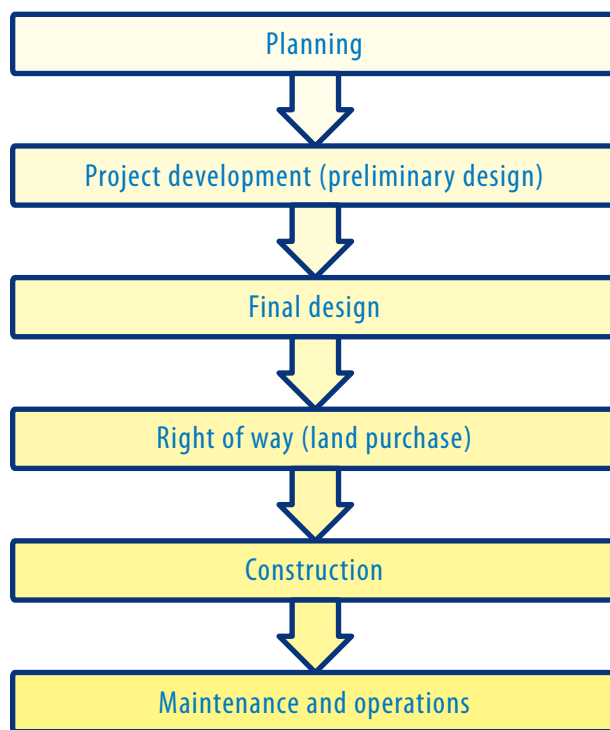 Planning
Project development (preliminary design)
Final design
Right of way (land purchase)
Construction
Maintenance and operations